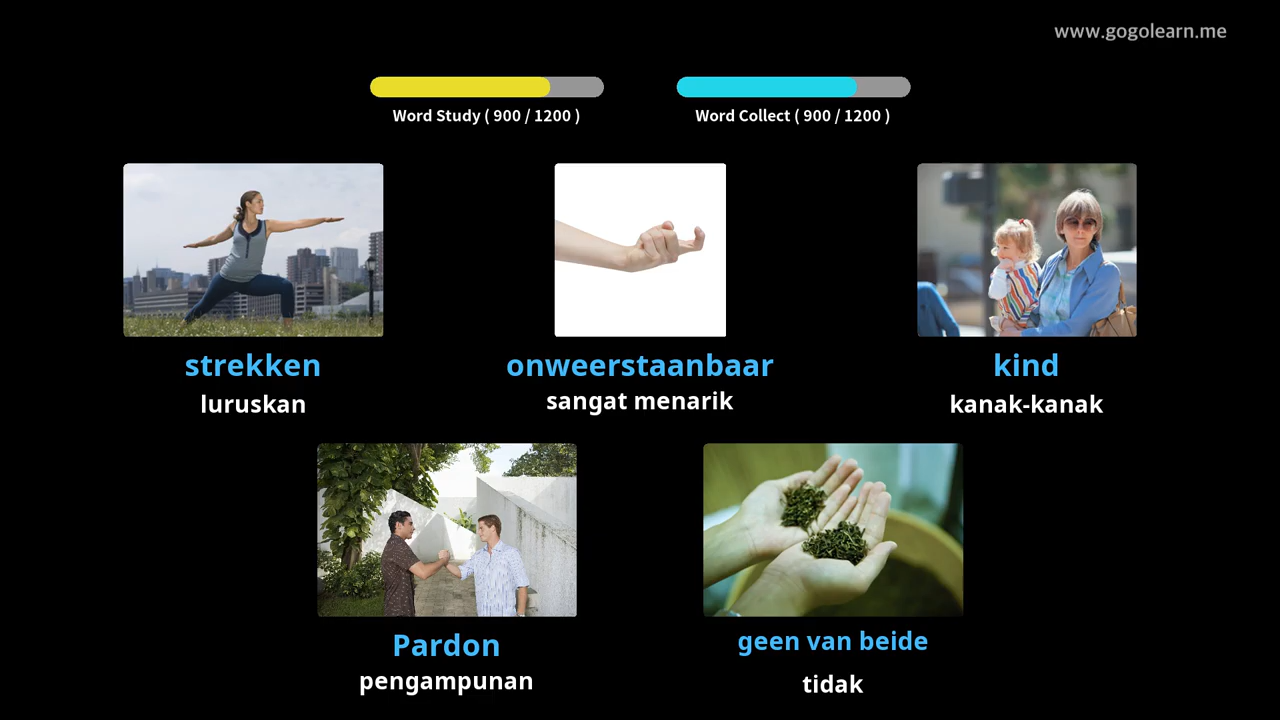 www.gogolearn.me
Word Study ( 900 / 1200 )
Word Collect ( 900 / 1200 )
strekken
luruskan
onweerstaanbaar
sangat menarik
kind
kanak-kanak
Pardon
pengampunan
geen van beide
tidak